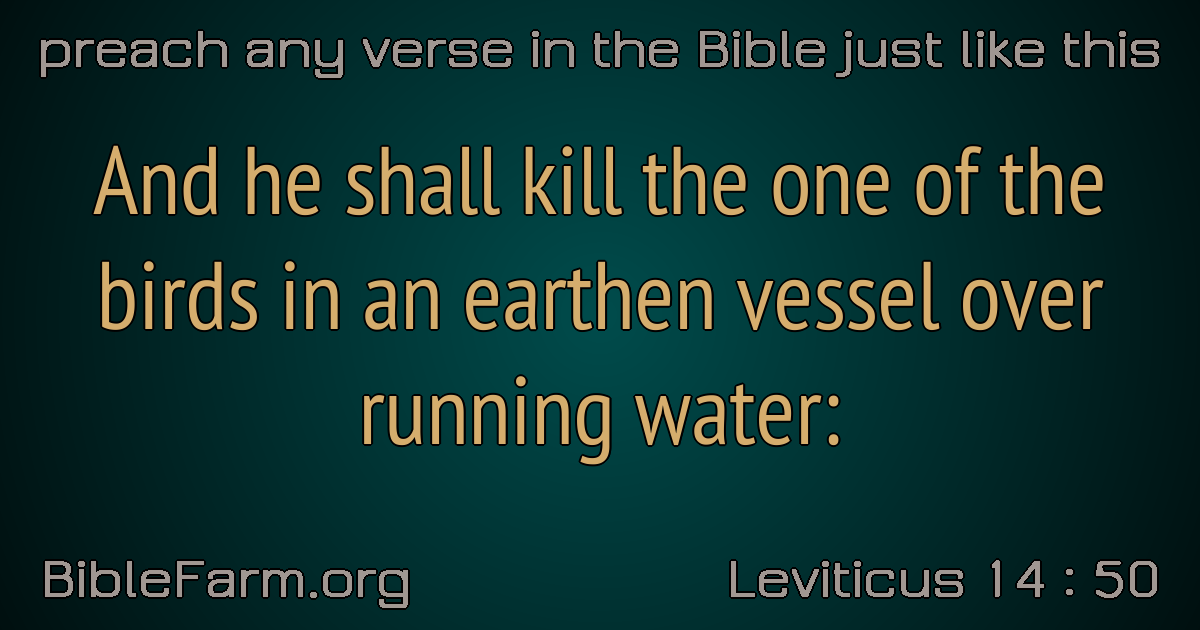 preach any verse in the Bible just like this
And he shall kill the one of the
birds in an earthen vessel over
running water:
BibleFarm.org
Leviticus 14 : 50